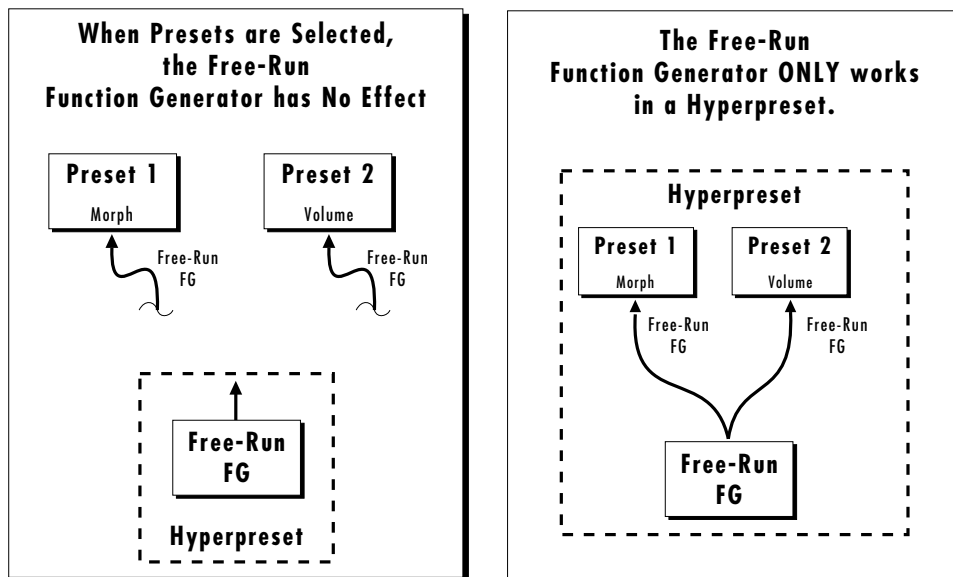 When Presets are Selected,
the Free-Run
Function Generator has No Effect
Preset 1
Morph
Preset 2
Volume
Free-Run
FG
Free-Run
FG
Free-Run
FG
Hyperpreset
The Free-Run
Function Generator ONLY works
in a Hyperpreset.
Hyperpreset
Preset 1
Morph
Preset 2
Volume
Free-Run
FG
Free-Run
FG
Free-Run
FG